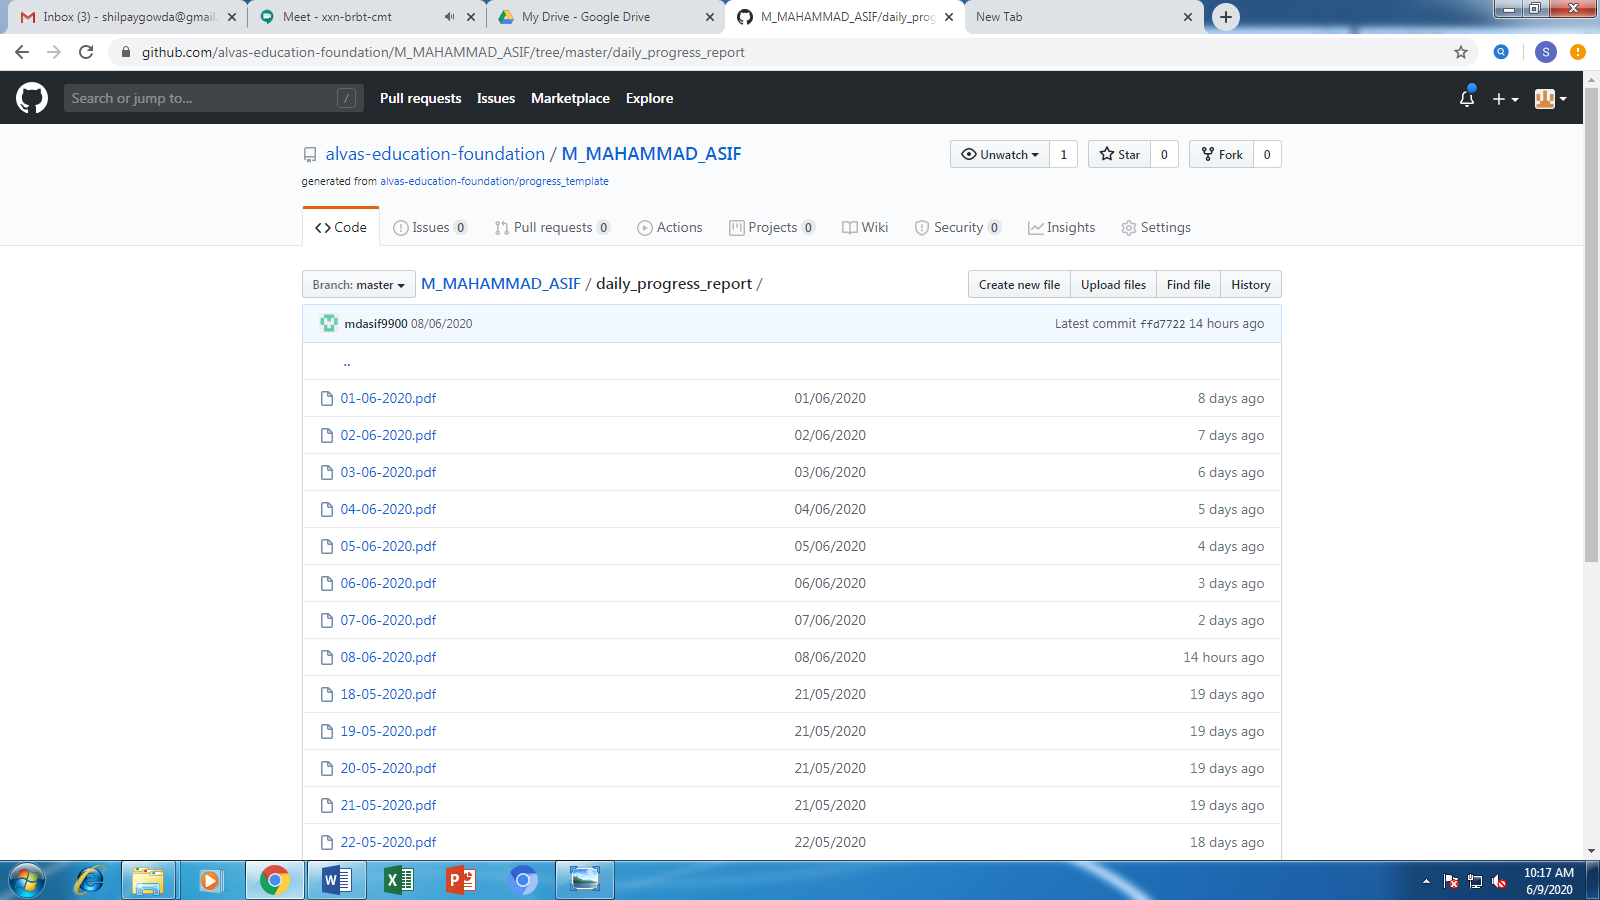 Inbox (3) - shilpaygowda@gmail.
Meet - xxn-brbt-cmt
My Drive - Google Drive
M_MAHAMMAD_ASIF/daily_prog
New Tab
github.com/alvas-education-foundation/M_MAHAMMAD_ASIF/tree/master/daily_progress_report
S
Search or jump to...
/
Pull requests
Issues
Marketplace
Explore
alvas-education-foundation / M_MAHAMMAD_ASIF
Unwatch 1
Star 0
Fork 0
generated from alvas-education-foundation/progress_template
Code
Issues 0
Pull requests 0
Actions
Projects 0
Wiki
Security 0
Insights
Settings
Branch: master
M_MAHAMMAD_ASIF / daily_progress_report /
Create new file
Upload files
Find file
History
mdasif9900 08/06/2020
Latest commit ffd7722 14 hours ago
..
01-06-2020.pdf 01/06/2020 8 days ago
02-06-2020.pdf 02/06/2020 7 days ago
03-06-2020.pdf 03/06/2020 6 days ago
04-06-2020.pdf 04/06/2020 5 days ago
05-06-2020.pdf 05/06/2020 4 days ago
06-06-2020.pdf 06/06/2020 3 days ago
07-06-2020.pdf 07/06/2020 2 days ago
08-06-2020.pdf 08/06/2020 14 hours ago
18-05-2020.pdf 21/05/2020 19 days ago
19-05-2020.pdf 21/05/2020 19 days ago
20-05-2020.pdf 21/05/2020 19 days ago
21-05-2020.pdf 21/05/2020 19 days ago
22-05-2020.pdf 22/05/2020 18 days ago
10:17 AM
6/9/2020